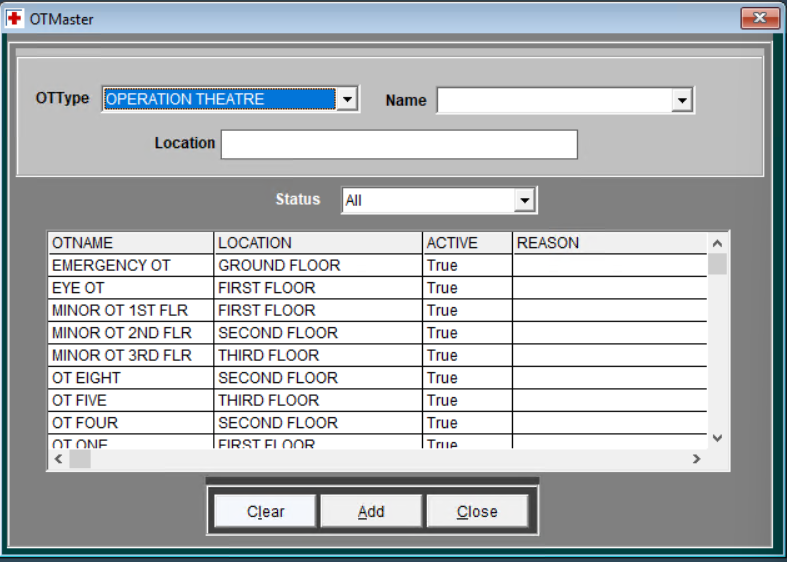 OTMaster
OTType OPERATION THEATRE Name
Location
Status All
OTNAME LOCATION ACTIVE REASON
EMERGENCY OT GROUND FLOOR True
EYE OT FIRST FLOOR True
MINOR OT 1ST FLR FIRST FLOOR True
MINOR OT 2ND FLR SECOND FLOOR True
MINOR OT 3RD FLR THIRD FLOOR True
OT EIGHT SECOND FLOOR True
OT FIVE THIRD FLOOR True
OT FOUR SECOND FLOOR True
OT ONE FIRST FLOOR True
Clear Add Close